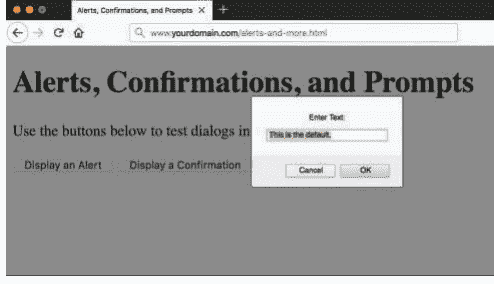 Alerts, Confirmations, and Prompts
www.yourdomain.com/alerts-and-more.html
Alerts, Confirmations, and Prompts
Use the buttons below to test dialogs in
Display an Alert Display a Confirmation
Enter Text:
This is the default.
Cancel OK